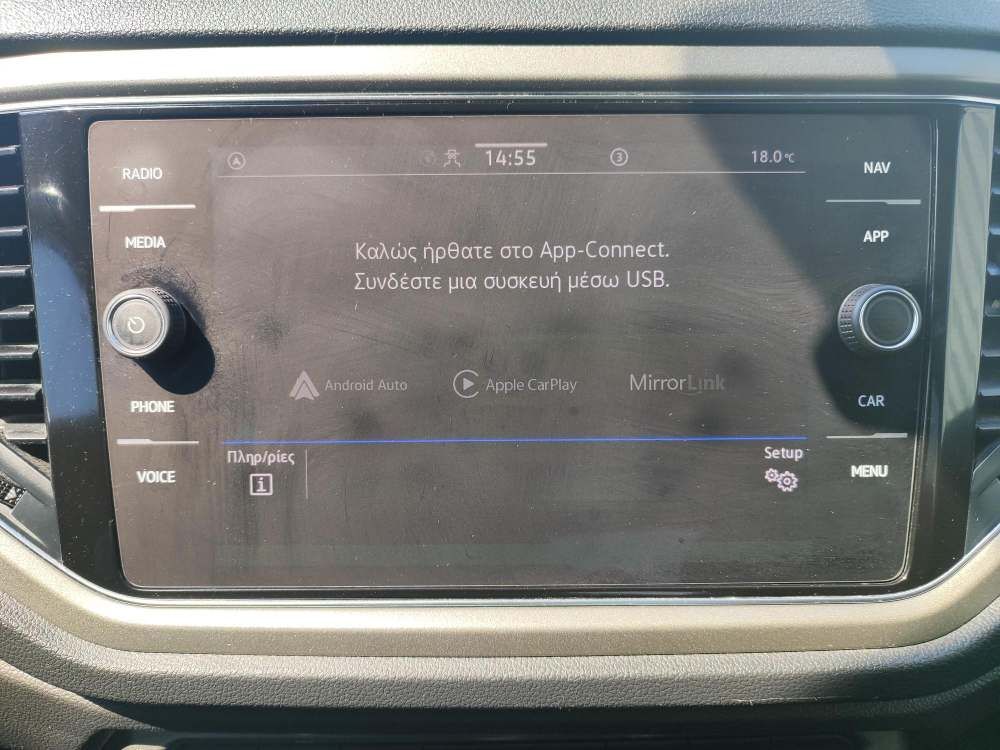 RADIO
MEDIA
PHONE
VOICE
A 14:55 3 18.0°C
Καλώς ήρθατε στο App-Connect.
Συνδέστε μια συσκευή μέσω USB.
Android Auto Apple CarPlay MirrorLink
Πληρ/ρίες Setup
i
NAV
APP
CAR
MENU